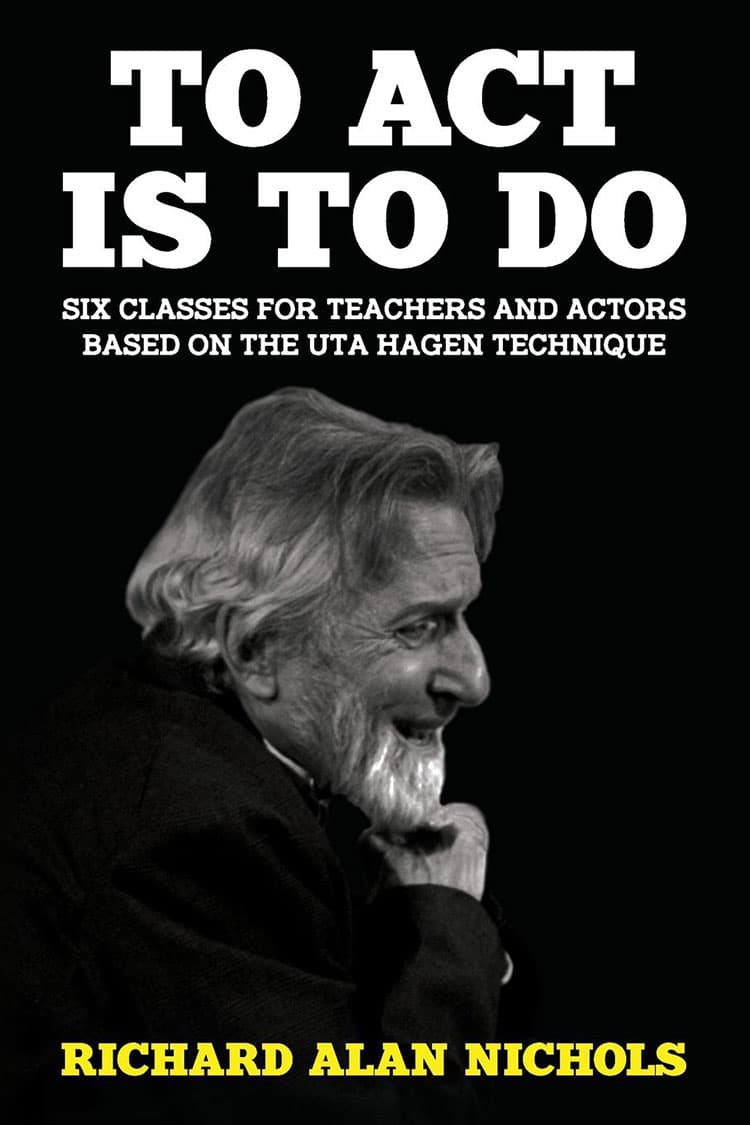 TO ACT
IS TO DO
SIX CLASSES FOR TEACHERS AND ACTORS
BASED ON THE UTA HAGEN TECHNIQUE
RICHARD ALAN NICHOLS